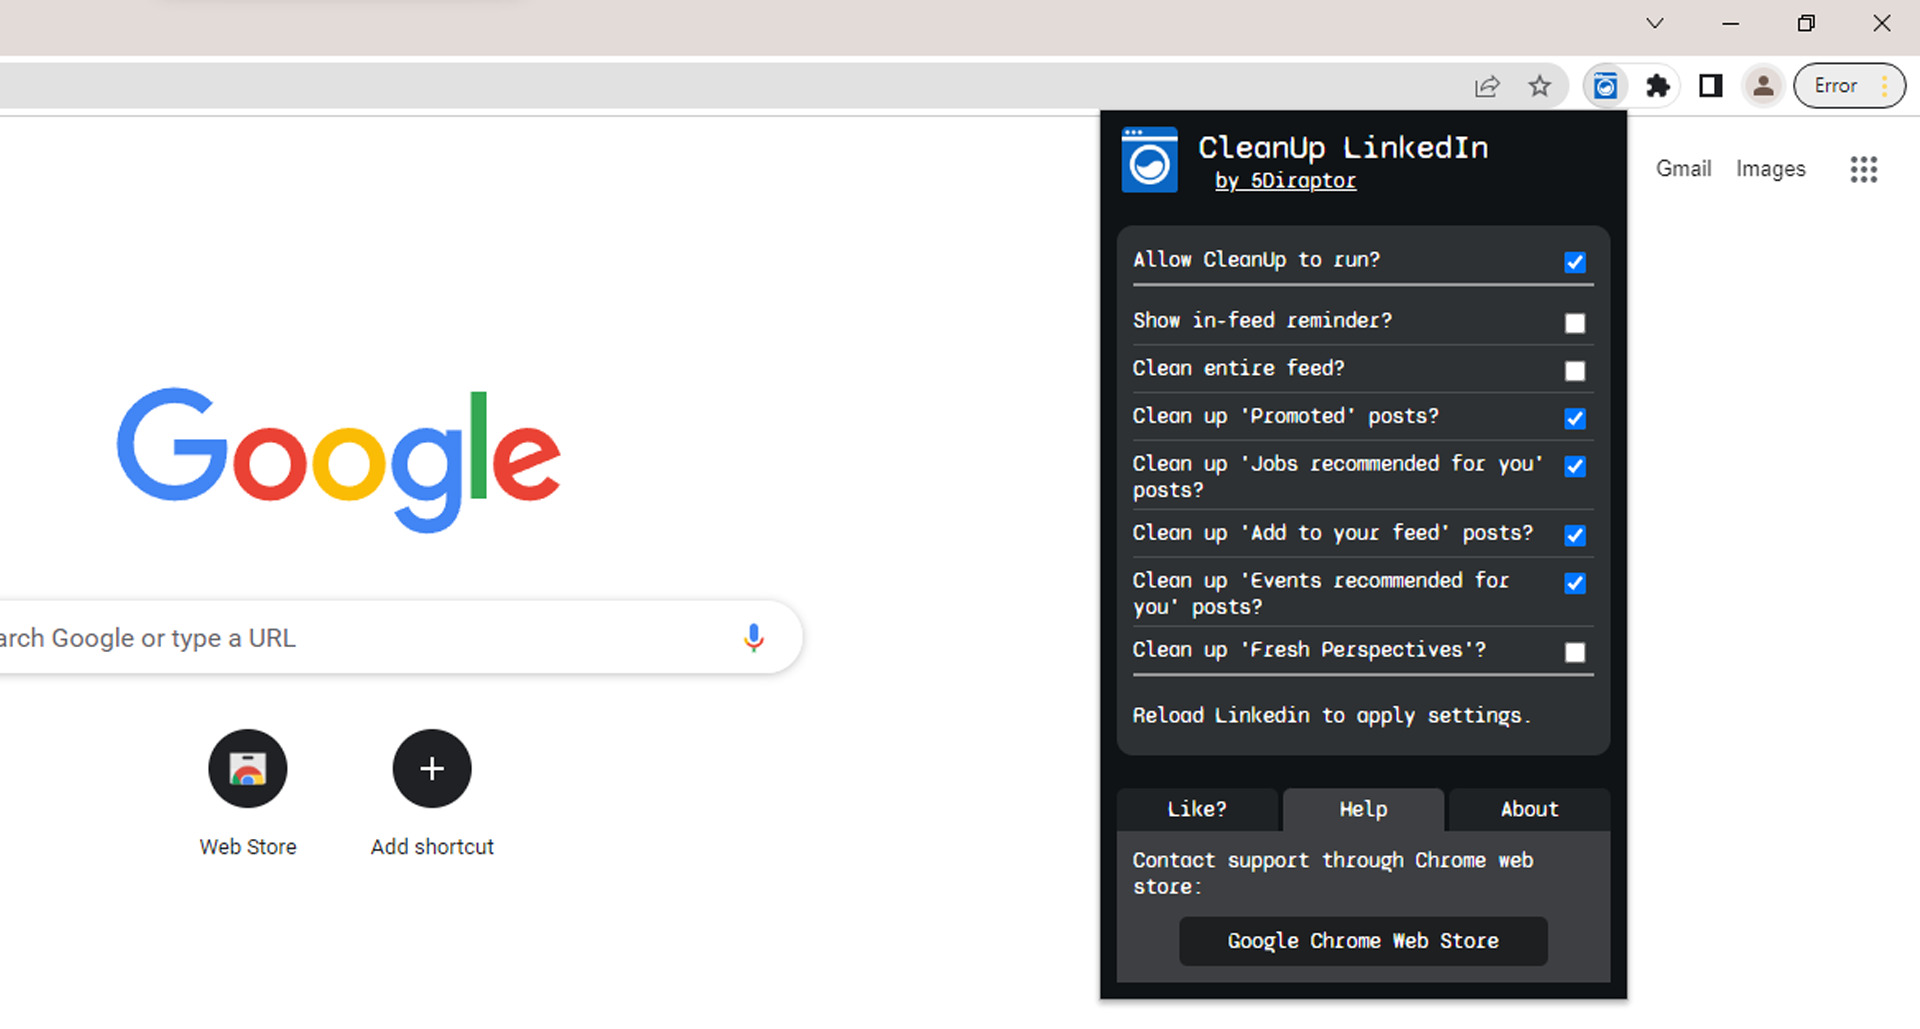 Error
CleanUp LinkedIn
by 5Diraptor
Gmail Images
Allow CleanUp to run?
Show in-feed reminder?
Clean entire feed?
Clean up 'Promoted' posts?
Clean up 'Jobs recommended for you'
posts?
Clean up 'Add to your feed' posts?
Clean up 'Events recommended for
you' posts?
Clean up 'Fresh Perspectives'?
Reload Linkedin to apply settings.
Like? Help About
Contact support through Chrome web
store:
Google Chrome Web Store
Google
arch Google or type a URL
Web Store
Add shortcut